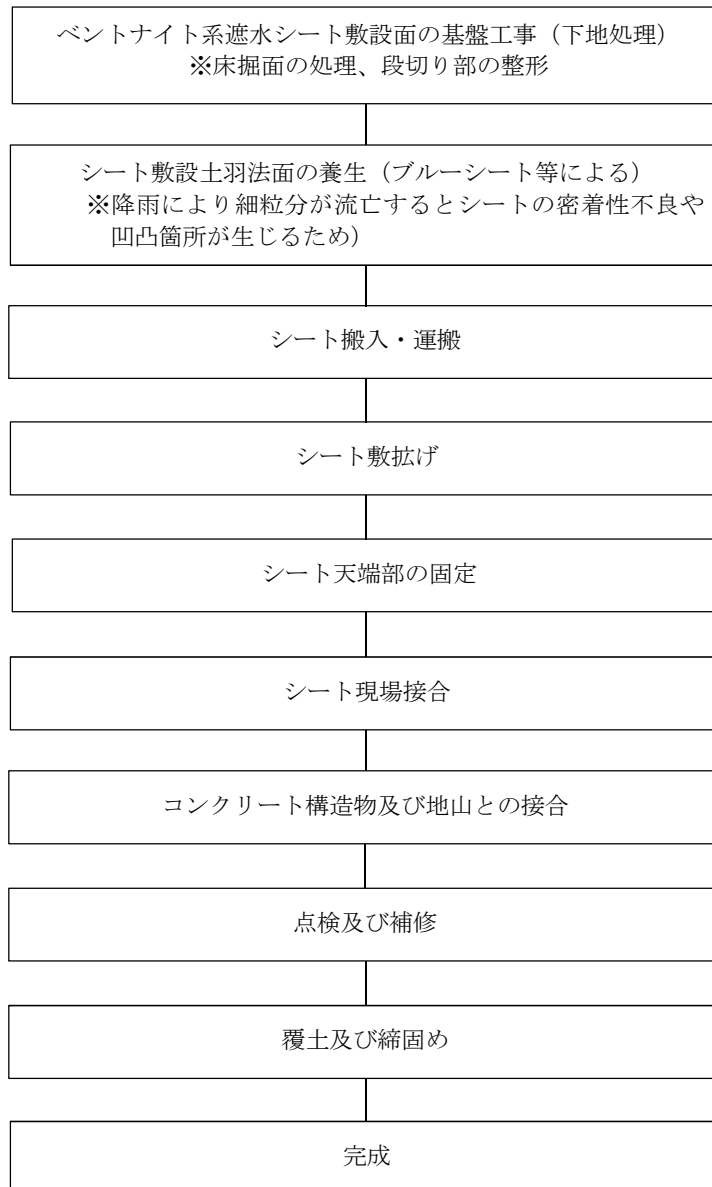 ベントナイト系遮水シート敷設面の基盤工事（下地処理）
※床掘面の処理、段切り部の整形
シート敷設土羽法面の養生（ブルーシート等による）
※降雨により細粒分が流亡するとシートの密着性不良や
凹凸箇所が生じるため）
シート搬入・運搬
シート敷拡げ
シート天端部の固定
シート現場接合
コンクリート構造物及び地山との接合
点検及び補修
覆土及び締固め
完成